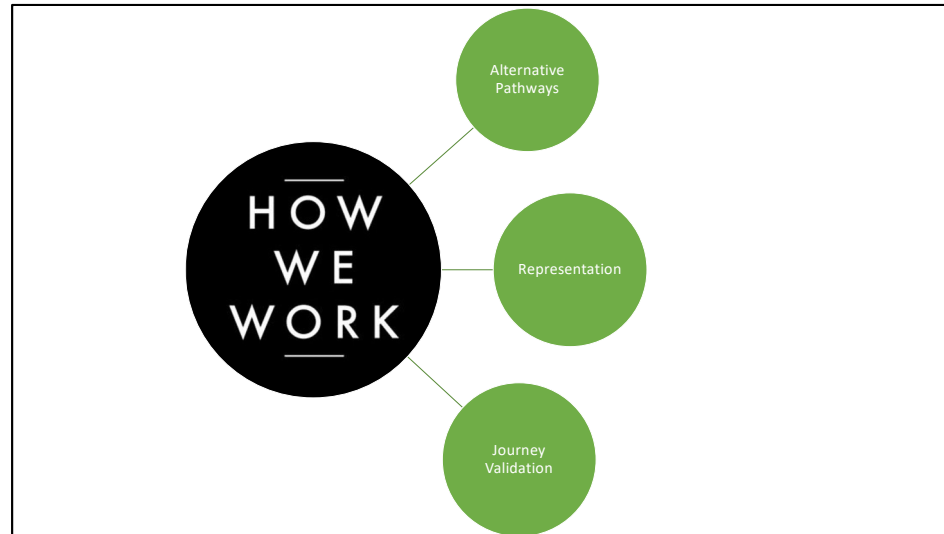 Alternative
Pathways
HOW
WE
WORK
Representation
Journey
Validation